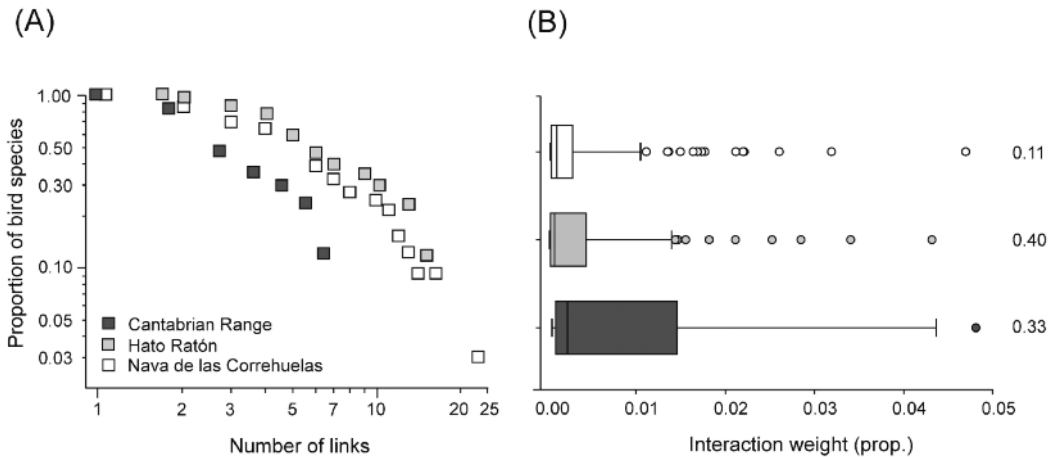 (A)
Proportion of bird species
1.00
0.50
0.30
0.10
0.05
0.03
Cantabrian Range
Hato Ratón
Nava de las Correhuelas
1 2 3 5 7 10 20 25
Number of links
(B)
0.11
0.40
0.33
0.00 0.01 0.02 0.03 0.04 0.05
Interaction weight (prop.)